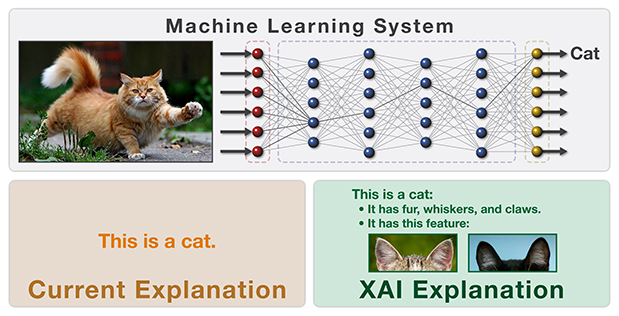 Machine Learning System
Cat
This is a cat.
Current Explanation
This is a cat:
• It has fur, whiskers, and claws.
• It has this feature:
XAI Explanation